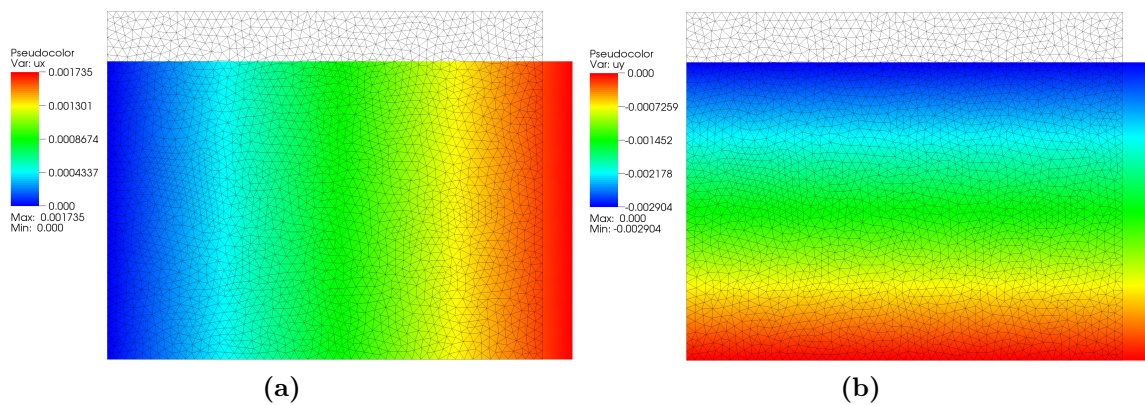 Pseudocolor
Var: ux
0.001735
0.001301
0.0008674
0.0004337
0.000
Max: 0.001735
Min: 0.000
(a)
Pseudocolor
Var: uy
0.000
-0.0007259
-0.001452
-0.002178
-0.002904
Max: 0.000
Min: -0.002904
(b)